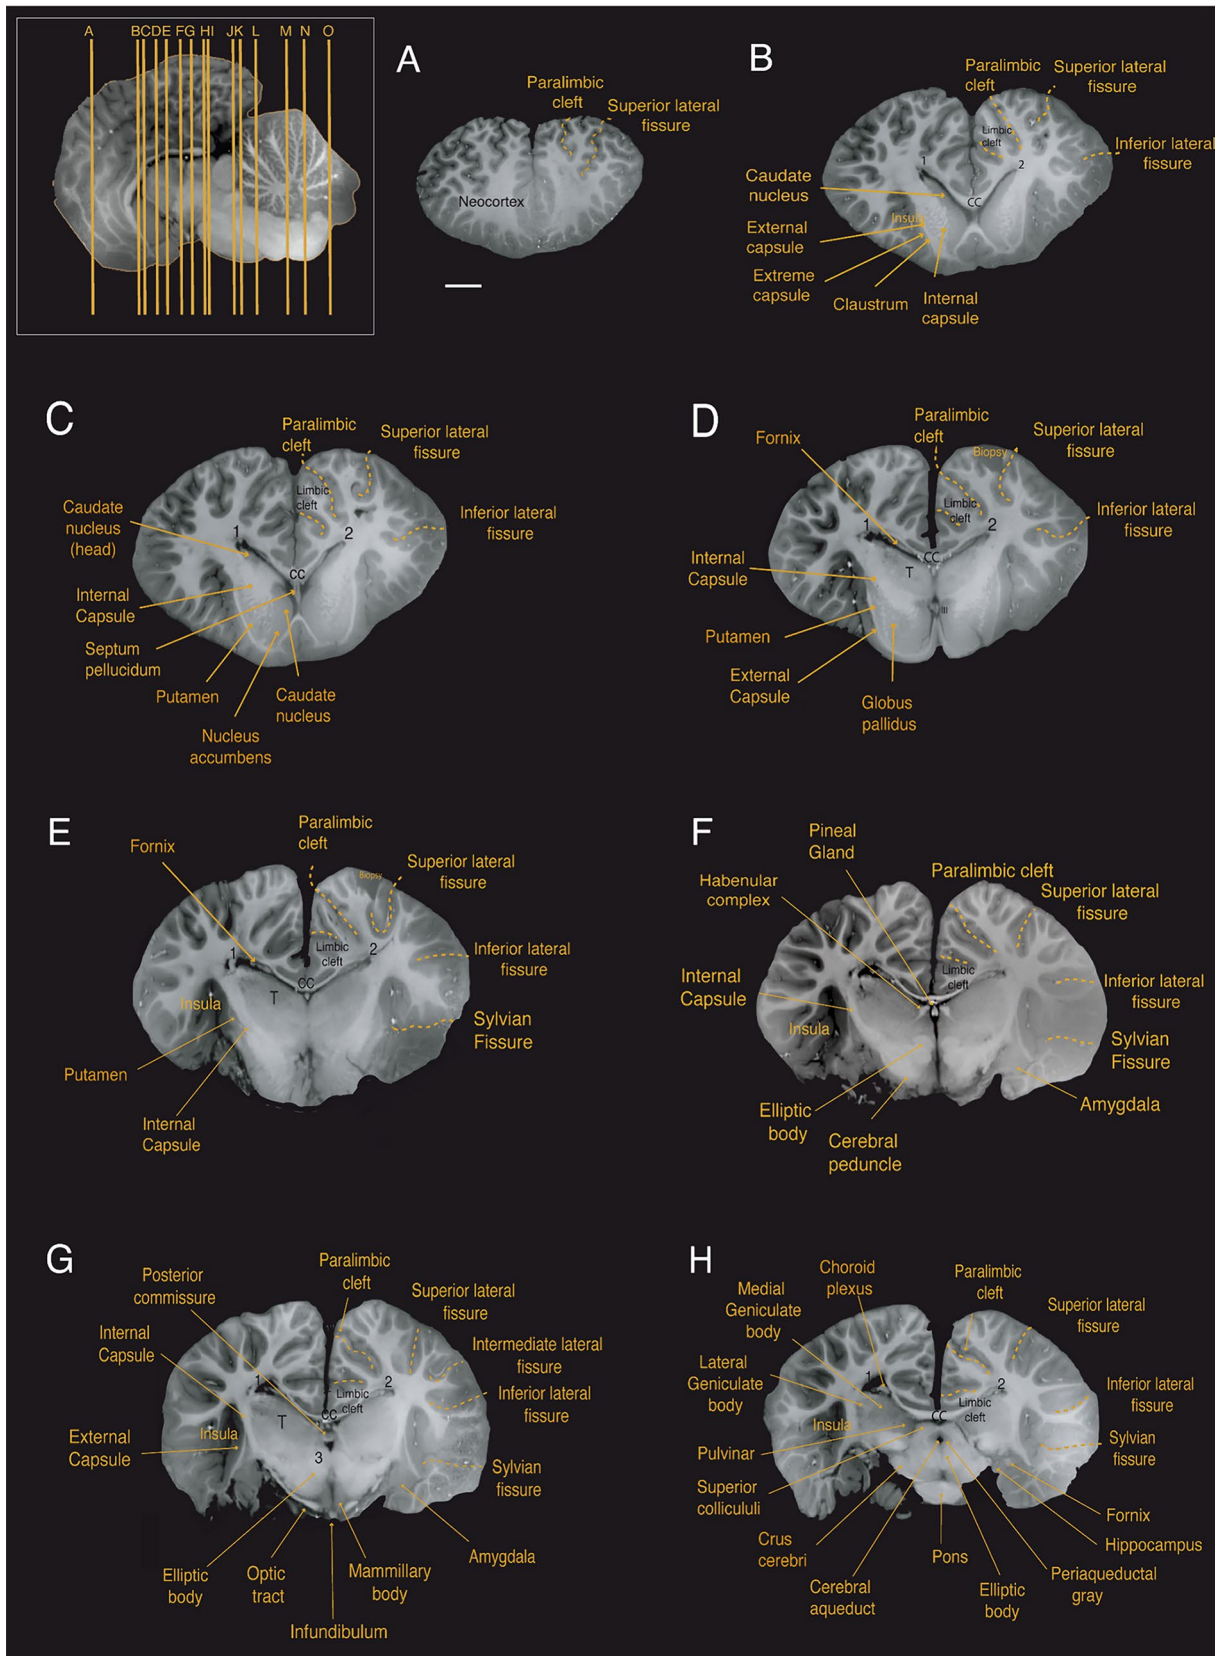 A BCDE FG HI JK L M N O
A
Paralimbic
cleft
Superior lateral
fissure
Neocortex
B
Paralimbic
cleft
Superior lateral
fissure
Limbic
cleft
Inferior lateral
fissure
1
2
Caudate
nucleus
CC
Insula
External
capsule
Extreme
capsule
Claustrum
Internal
capsule
C
Paralimbic
cleft
Superior lateral
fissure
Limbic
cleft
Caudate
nucleus
(head)
Inferior lateral
fissure
1
2
CC
Internal
Capsule
Septum
pellucidum
Putamen
Caudate
nucleus
Nucleus
accumbens
D
Paralimbic
cleft
Fornix
Superior lateral
fissure
Biopsy
Limbic
cleft
Inferior lateral
fissure
1
2
CC
Internal
Capsule
T
III
Putamen
External
Capsule
Globus
pallidus
E
Paralimbic
cleft
Fornix
Superior lateral
fissure
Biopsy
1
Limbic
cleft
2
Inferior lateral
fissure
CC
T
Insula
Sylvian
Fissure
Putamen
Internal
Capsule
F
Pineal
Gland
Habenular
complex
Paralimbic cleft
Superior lateral
fissure
Limbic
cleft
Internal
Capsule
Inferior lateral
fissure
Insula
Sylvian
Fissure
Elliptic
body
Amygdala
Cerebral
peduncle
G
Posterior
commissure
Paralimbic
cleft
Superior lateral
fissure
Internal
Capsule
Intermediate lateral
fissure
1
2
Limbic
cleft
Inferior lateral
fissure
CC
T
Insula
External
Capsule
3
Sylvian
fissure
Elliptic
body
Optic
tract
Mammillary
body
Amygdala
Infundibulum
H
Choroid
plexus
Paralimbic
cleft
Medial
Geniculate
body
Superior lateral
fissure
Lateral
Geniculate
body
1
2
Inferior lateral
fissure
Limbic
cleft
CC
Insula
Pulvinar
Sylvian
fissure
Superior
collicululi
Fornix
Crus
cerebri
Hippocampus
Pons
Cerebral
aqueduct
Elliptic
body
Periaqueductal
gray